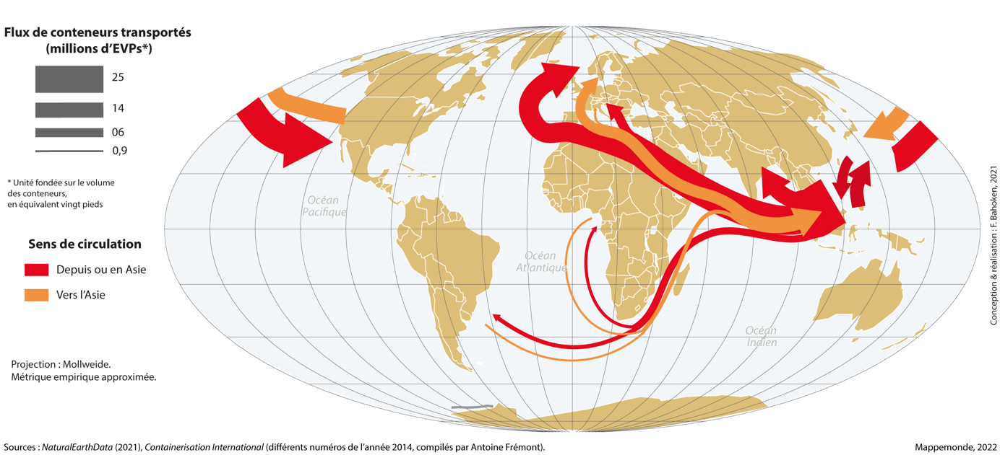 Flux de conteneurs transportés
(millions d’EVPs*)
25
14
06
0,9
* Unité fondée sur le volume
des conteneurs,
en équivalent vingt pieds
Sens de circulation
Depuis ou en Asie
Vers l’Asie
Projection : Mollweide.
Métrique empirique approximée.
Océan
Pacifique
Océan
Atlantique
Océan
Indien
Conception & réalisation : F. Bahoken, 2021
Sources : NaturalEarthData (2021), Containerisation International (différents numéros de l’année 2014, compilés par Antoine Frémont).
Mappemonde, 2022